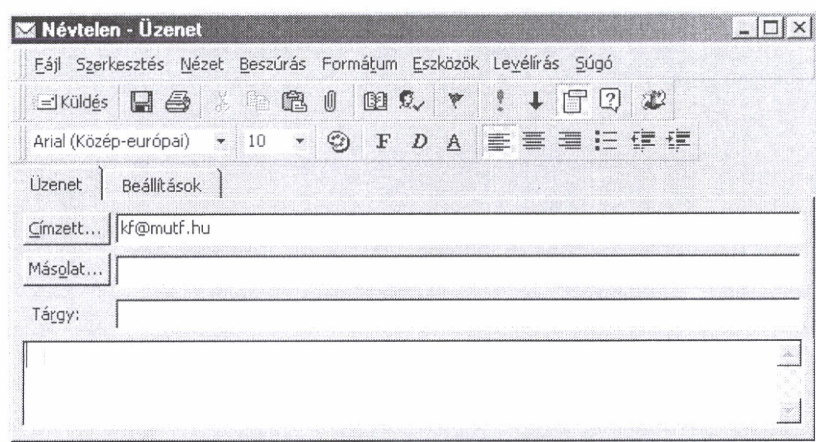 Névtelen - Üzenet
Fájl Szerkesztés Nézet Beszúrás Formátum Eszközök Levélírás Súgó
Küldés
Arial (Közép-európai) 10 F D A
Üzenet Beállítások
Címzett... kf@mutf.hu
Másolat...
Tárgy: